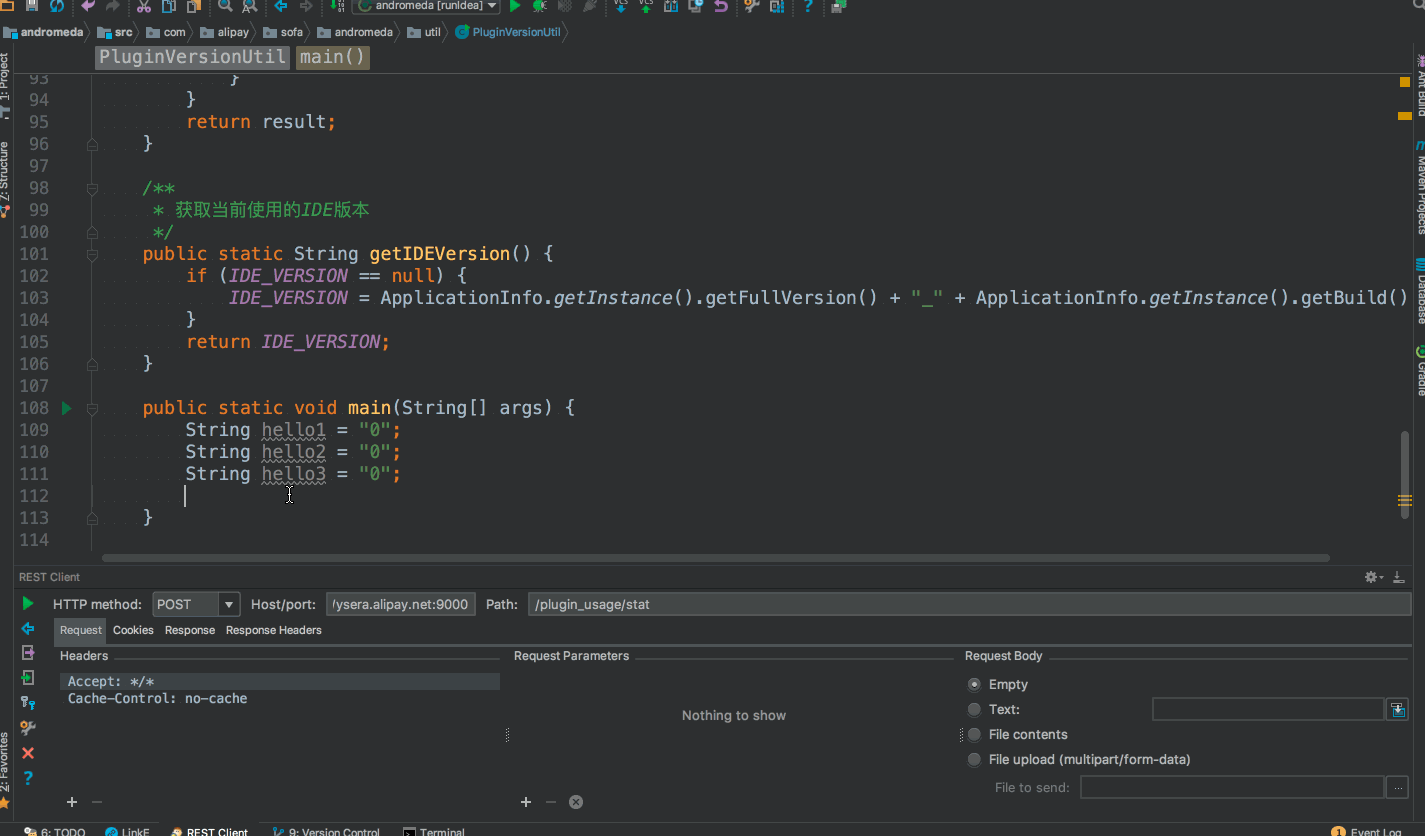 andromeda [runIdea]
andromeda src com alipay sofa andromeda util PluginVersionUtil
PluginVersionUtil main()
93 }
94 }
95 return result;
96 }
97
98 /**
99 * 获取当前使用的IDE版本
100 */
101 public static String getIDEVersion() {
102 if (IDE_VERSION == null) {
103 IDE_VERSION = ApplicationInfo.getInstance().getFullVersion() + "_" + ApplicationInfo.getInstance().getBuild()
104 }
105 return IDE_VERSION;
106 }
107
108 public static void main(String[] args) {
109 String hello1 = "0";
110 String hello2 = "0";
111 String hello3 = "0";
112
113 }
114
1: Project
7: Structure
2: Favorites
Ant Build
Maven Projects
Database
Gradle
REST Client
HTTP method: POST Host/port: /ysera.alipay.net:9000 Path: /plugin_usage/stat
Request Cookies Response Response Headers
Headers Request Parameters Request Body
Accept: */*
Cache-Control: no-cache
Nothing to show
Empty
Text:
File contents
File upload (multipart/form-data)
File to send: ...
6: TODO LinkE REST Client 9: Version Control Terminal 1 Event Log